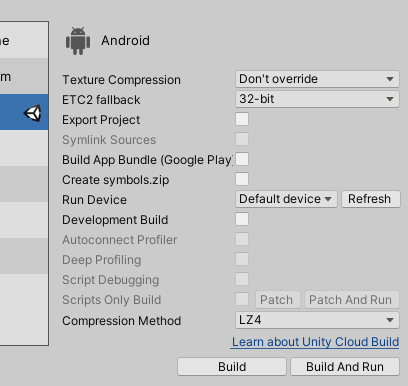 ne
Android
m
Texture Compression Don't override
ETC2 fallback 32-bit
Export Project
Symlink Sources
Build App Bundle (Google Play)
Create symbols.zip
Run Device Default device Refresh
Development Build
Autoconnect Profiler
Deep Profiling
Script Debugging
Scripts Only Build Patch Patch And Run
Compression Method LZ4
Learn about Unity Cloud Build
Build Build And Run